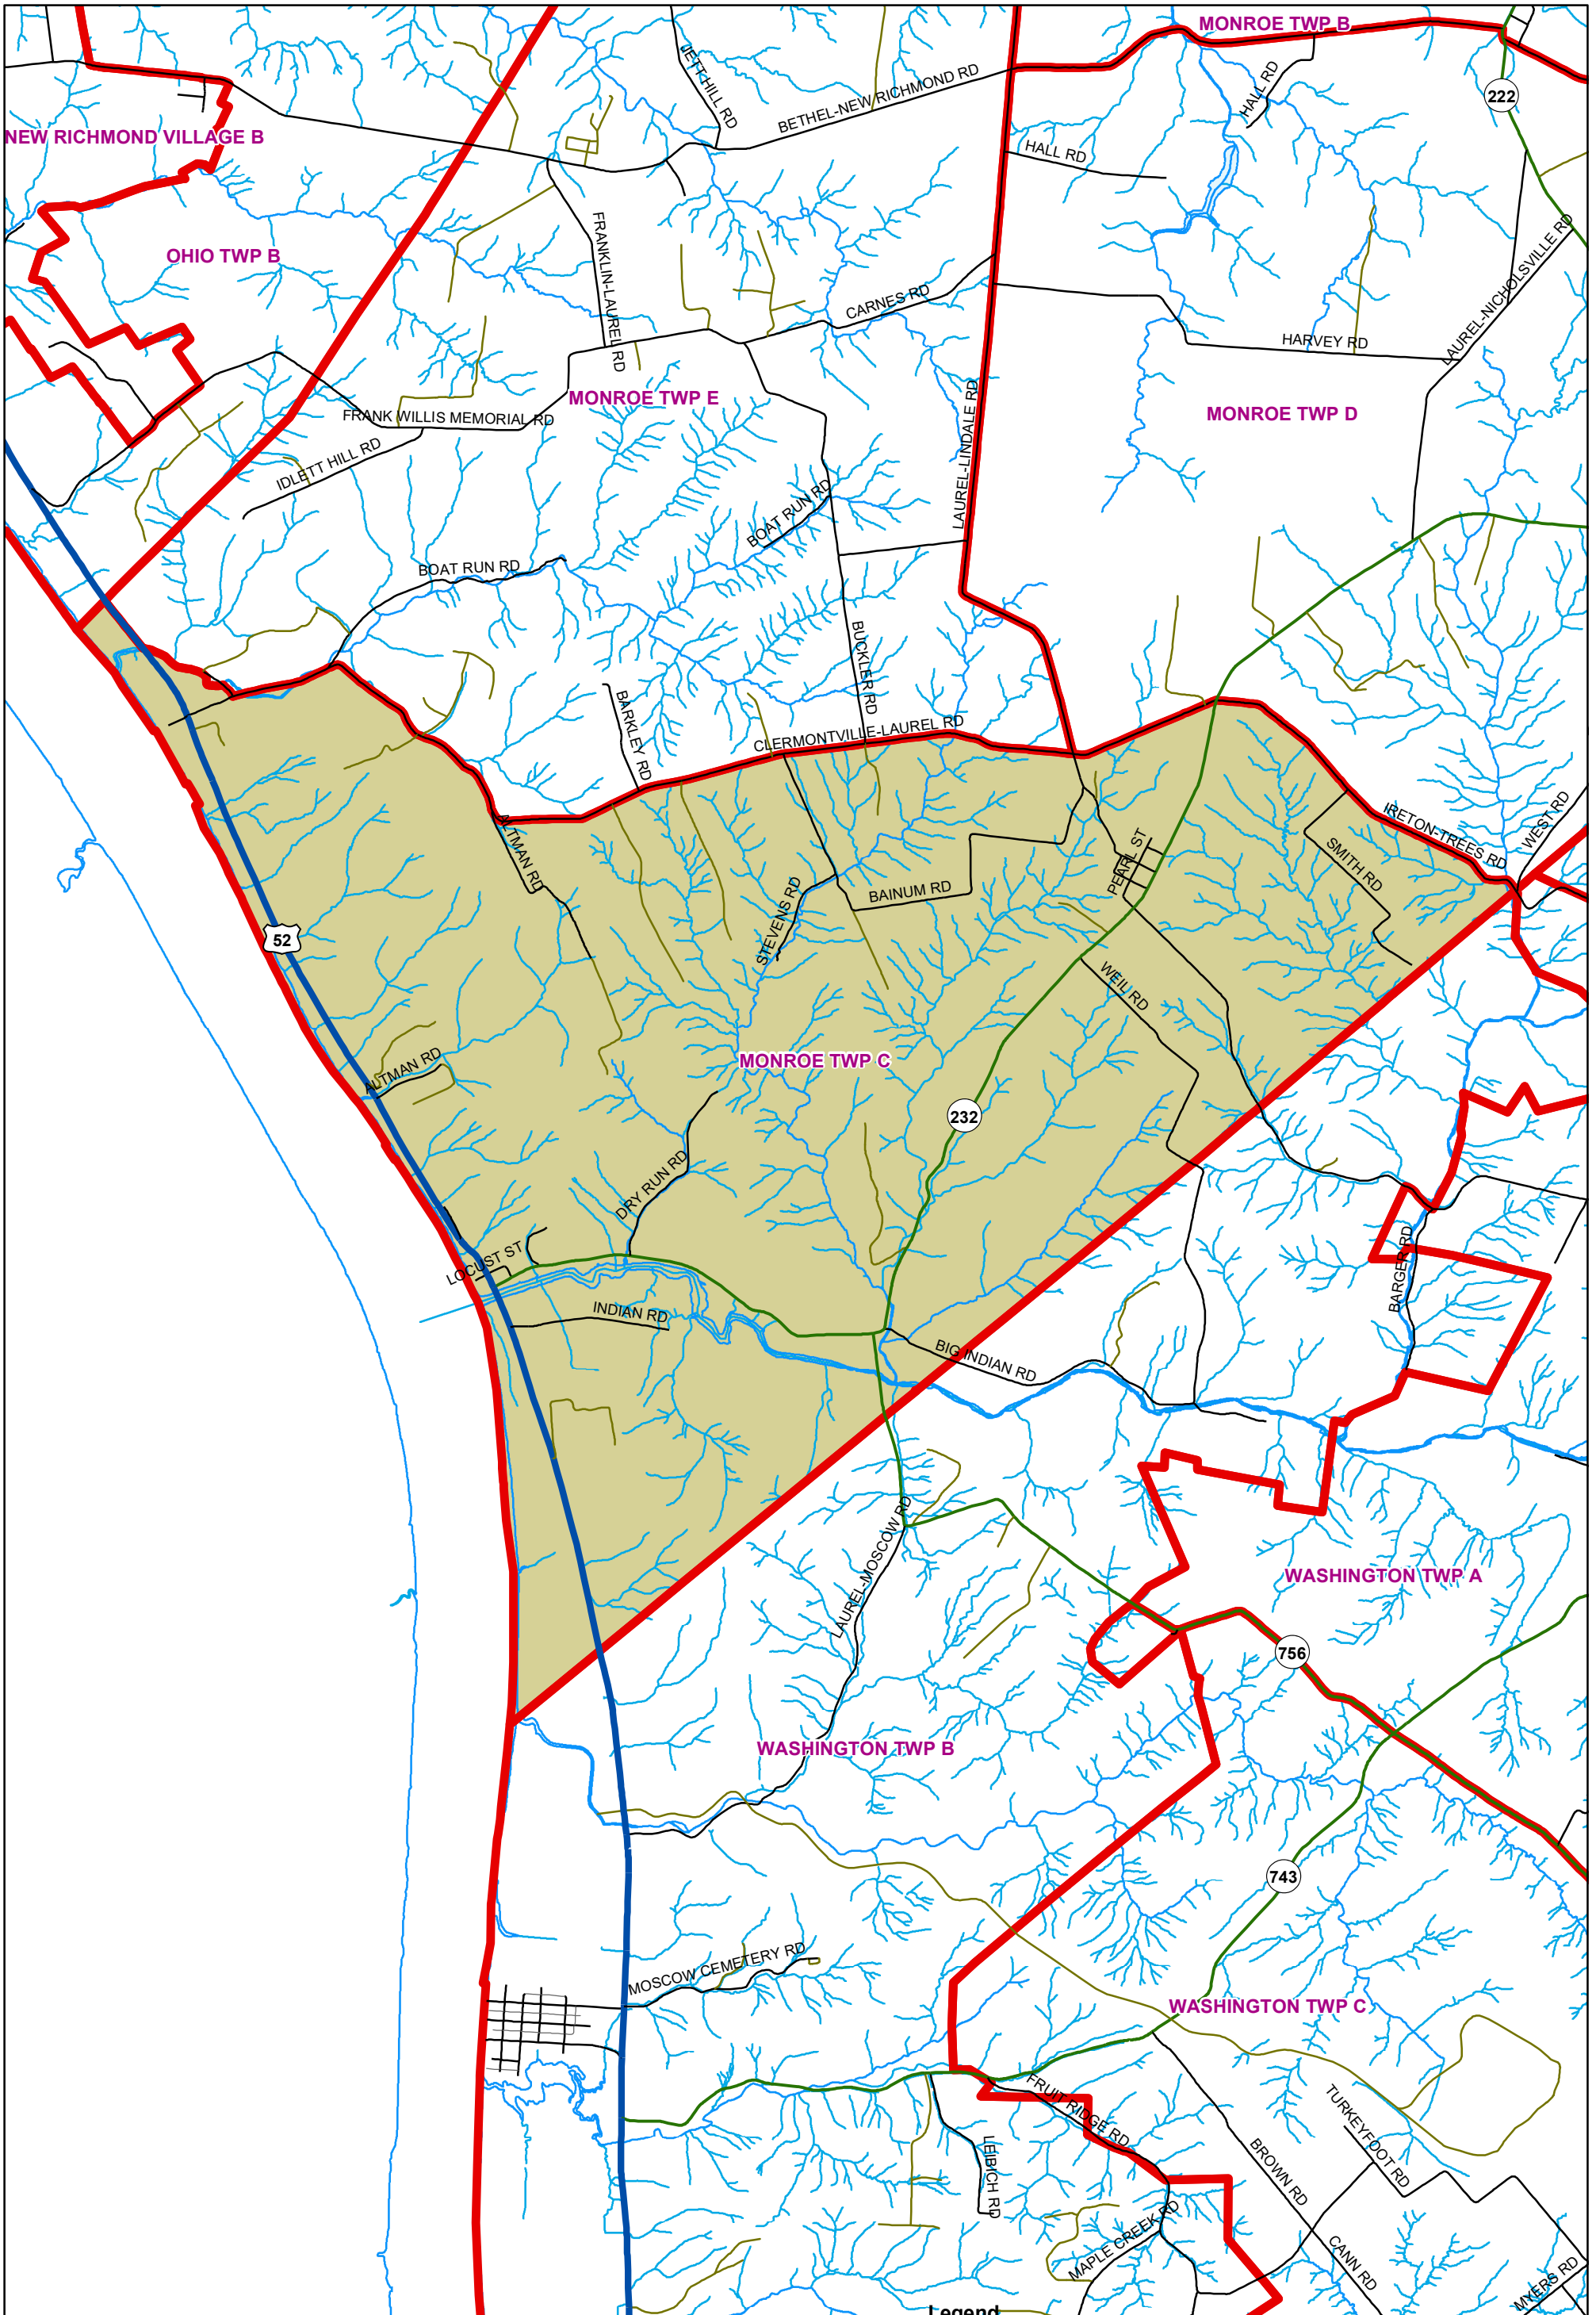 MONROE TWP B
JETT HILL RD
BETHEL-NEW RICHMOND RD
HALL RD
222
NEW RICHMOND VILLAGE B
HALL RD
OHIO TWP B
FRANKLIN-LAUREL RD
LAUREL-NICHOLSVILLE RD
CARNES RD
HARVEY RD
MONROE TWP E
MONROE TWP D
FRANK WILLIS MEMORIAL RD
LAUREL-LINDALE RD
IDLETT HILL RD
BOAT RUN RD
BOAT RUN RD
BUCKLER RD
BARKLEY RD
CLERMONTVILLE-LAUREL RD
IRETON-TREES RD
WEST RD
ALTMAN RD
PEARL ST
SMITH RD
BAINUM RD
STEVENS RD
52
WEIL RD
MONROE TWP C
ALTMAN RD
232
DRY RUN RD
LOCUST ST
BARGER RD
INDIAN RD
BIG INDIAN RD
LAUREL-MOSCOW RD
WASHINGTON TWP A
756
WASHINGTON TWP B
743
MOSCOW CEMETERY RD
WASHINGTON TWP C
FRUIT RIDGE RD
TURKEYFOOT RD
LEIBICH RD
BROWN RD
MAPLE CREEK RD
CANN RD
MYERS RD
Legend